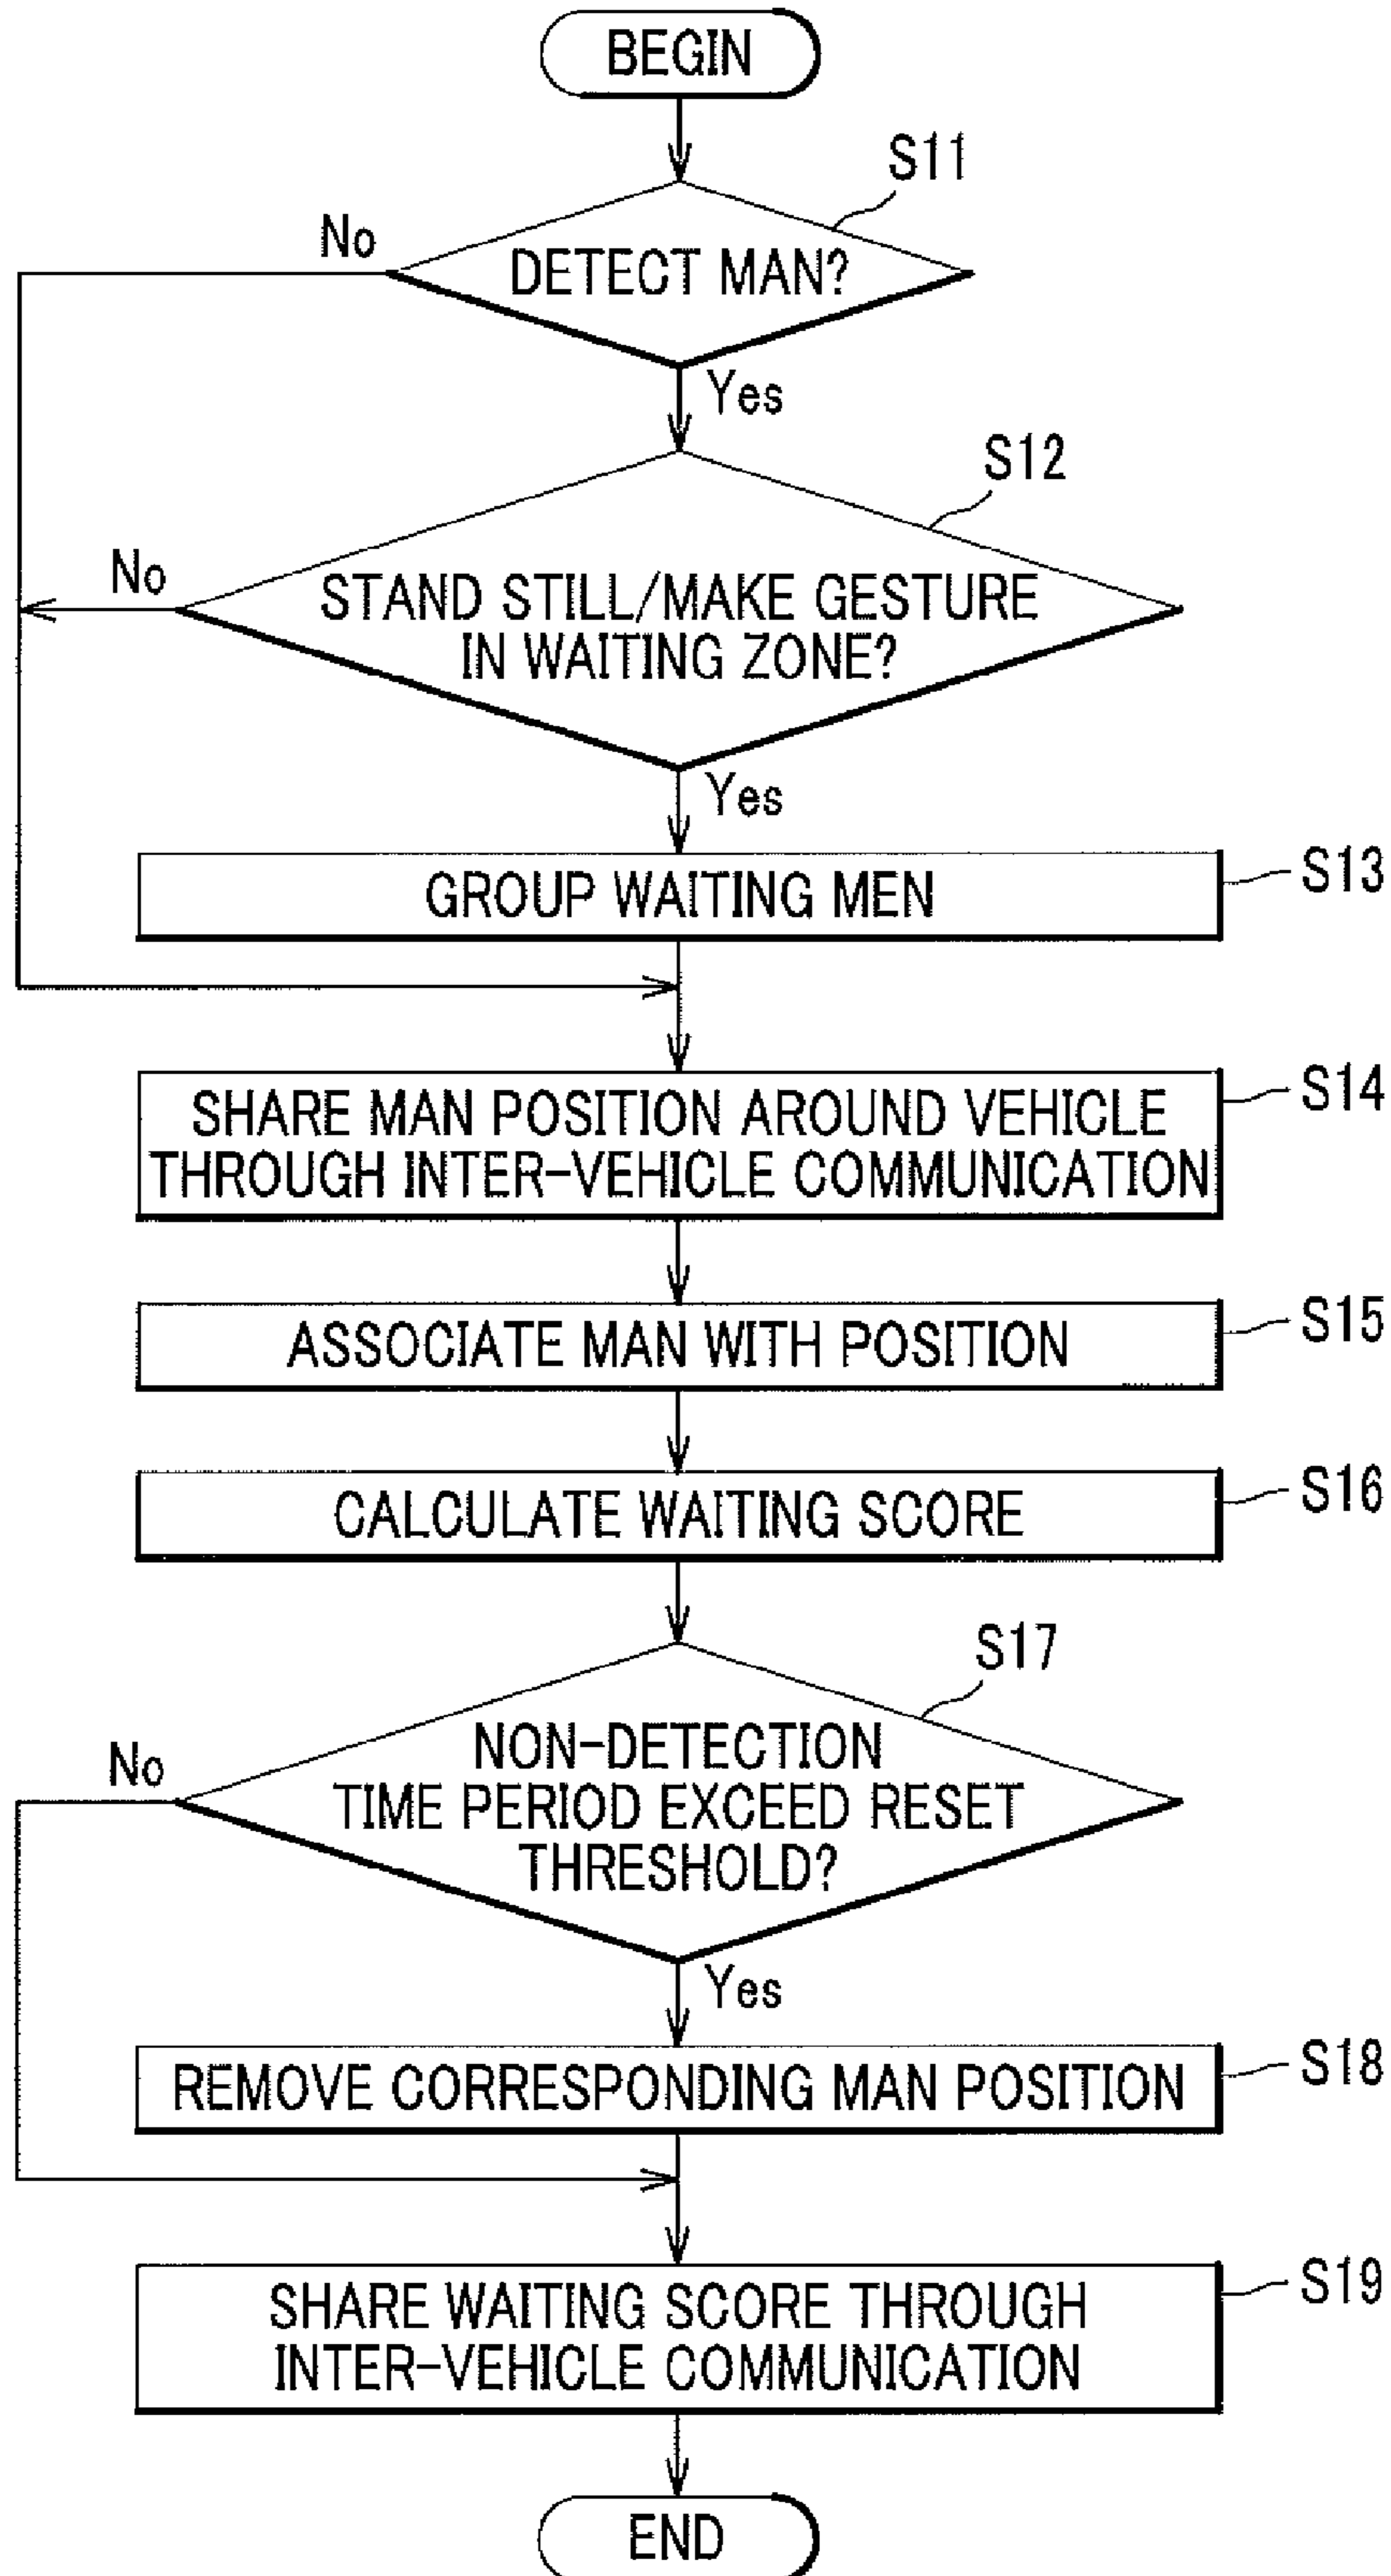 BEGIN
S11
No
DETECT MAN?
Yes
S12
No
STAND STILL/MAKE GESTURE
IN WAITING ZONE?
Yes
GROUP WAITING MEN
S13
SHARE MAN POSITION AROUND VEHICLE
THROUGH INTER-VEHICLE COMMUNICATION
S14
ASSOCIATE MAN WITH POSITION
S15
CALCULATE WAITING SCORE
S16
S17
No
NON-DETECTION
TIME PERIOD EXCEED RESET
THRESHOLD?
Yes
REMOVE CORRESPONDING MAN POSITION
S18
SHARE WAITING SCORE THROUGH
INTER-VEHICLE COMMUNICATION
S19
END